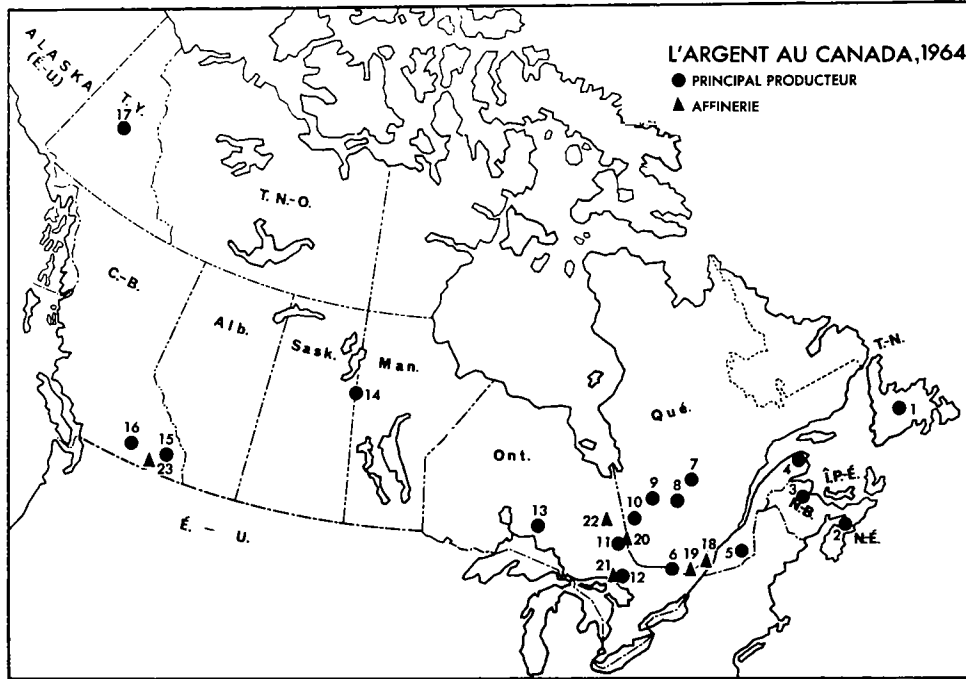 L'ARGENT AU CANADA, 1964
● PRINCIPAL PRODUCTEUR
▲ AFFINERIE
ALASKA
(É.-U.)
T. Y.
17
T. N.-O.
C.-B.
Alb.
Sask.
Man.
14
16
15
23
É. – U.
Ont.
13
Qué.
T.-N.
1
7
9
8
10
22
11
20
21
12
6
19
18
5
4
Î.P.-É.
3
N.-B.
2
N.-É.